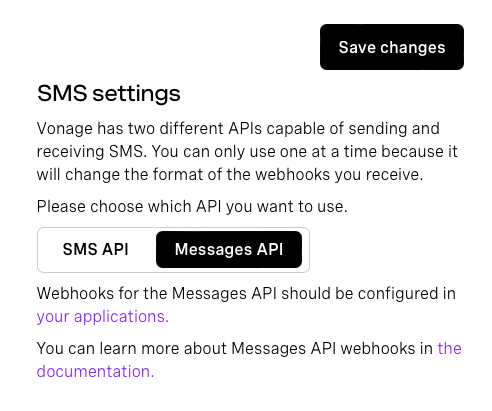 Save changes
SMS settings
Vonage has two different APIs capable of sending and
receiving SMS. You can only use one at a time because it
will change the format of the webhooks you receive.
Please choose which API you want to use.
SMS API Messages API
Webhooks for the Messages API should be configured in
your applications.
You can learn more about Messages API webhooks in the
documentation.